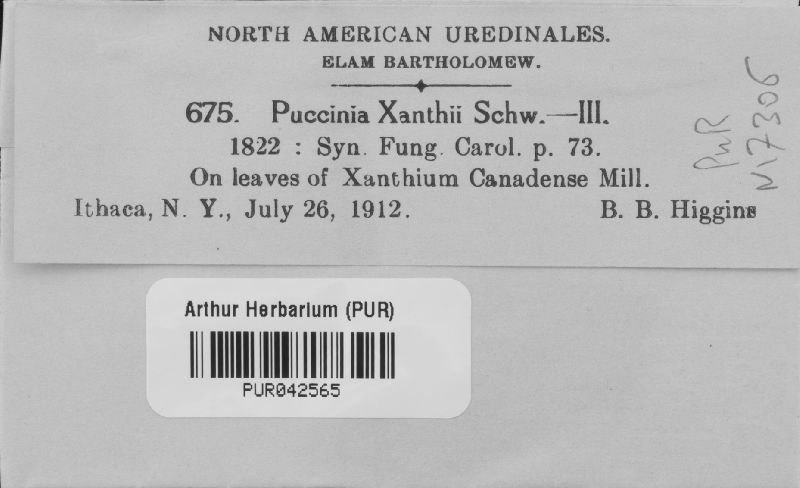 NORTH AMERICAN UREDINALES.
ELAM BARTHOLOMEW.
675. Puccinia Xanthii Schw.—III.
1822 : Syn. Fung. Carol. p. 73.
On leaves of Xanthium Canadense Mill.
Ithaca, N. Y., July 26, 1912. B. B. Higgins
PUR
N17306
Arthur Herbarium (PUR)
PUR042565